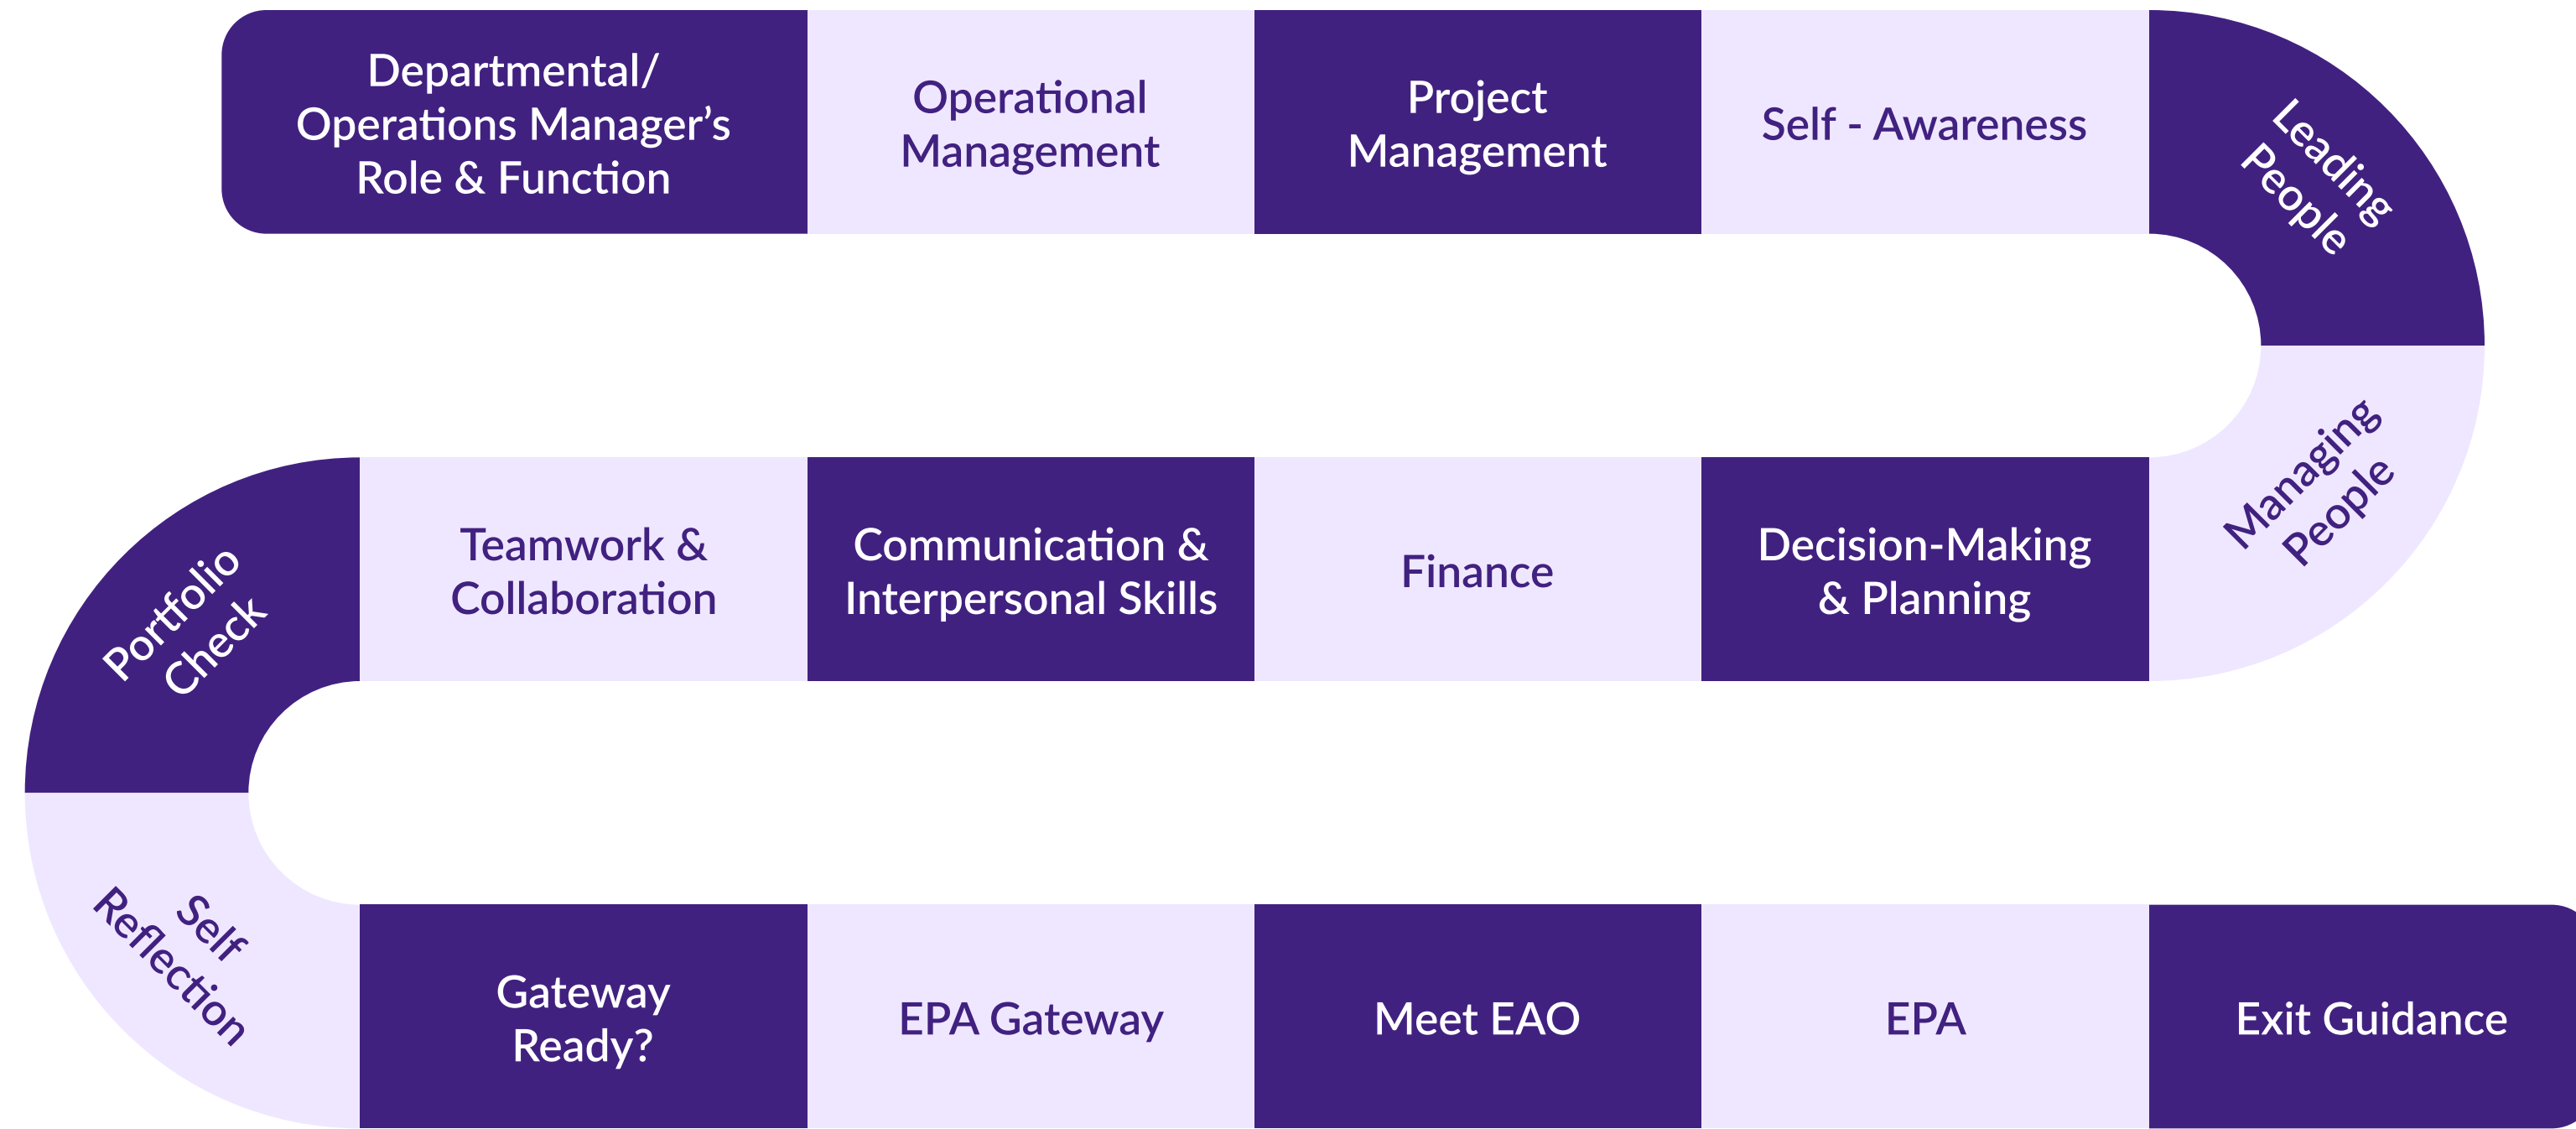 Departmental/
Operations Manager’s
Role & Function
Operational
Management
Project
Management
Self - Awareness
Leading
People
Managing
People
Decision-Making
& Planning
Finance
Communication &
Interpersonal Skills
Teamwork &
Collaboration
Portfolio
Check
Self
Reflection
Gateway
Ready?
EPA Gateway
Meet EAO
EPA
Exit Guidance